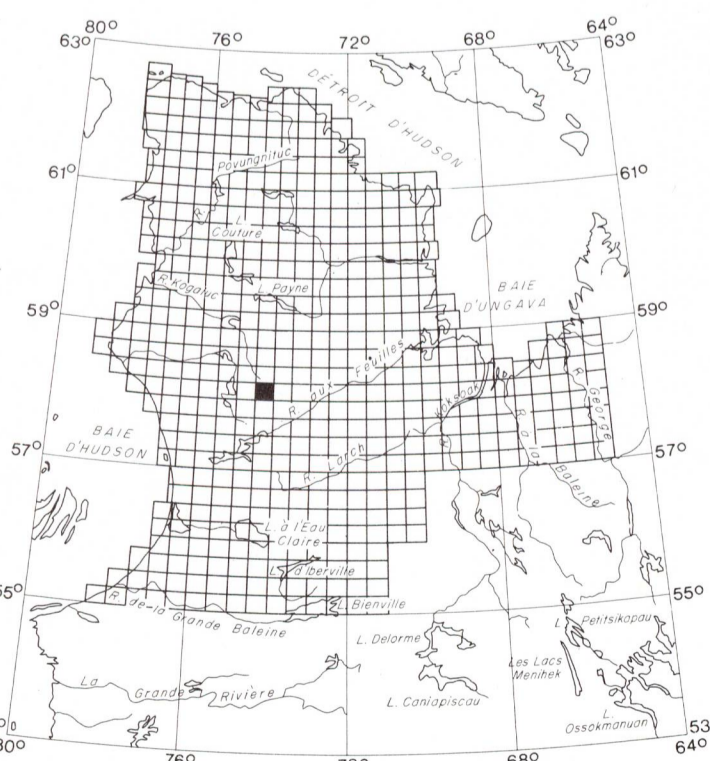 80°
76°
72°
68°
64°
63°
63°
DÉTROIT
D'HUDSON
Povungnituc
R.
61°
61°
L.
Couture
R. Kogaluc
L. Payne
BAIE
D'UNGAVA
59°
59°
R. aux Feuilles
Koksoak
R.
R. George
R. à la Baleine
BAIE
D'HUDSON
57°
57°
R. Larch
L. à l'Eau
Claire
L. d'Iberville
55°
R. de-la Grande Baleine
L. Bienville
55°
L. Delorme
L. Petitsikapau
Les Lacs
Menihek
La Grande Rivière
L. Caniapiscau
L.
Ossokmanuan
53
80°
76°
72°
68°
64°